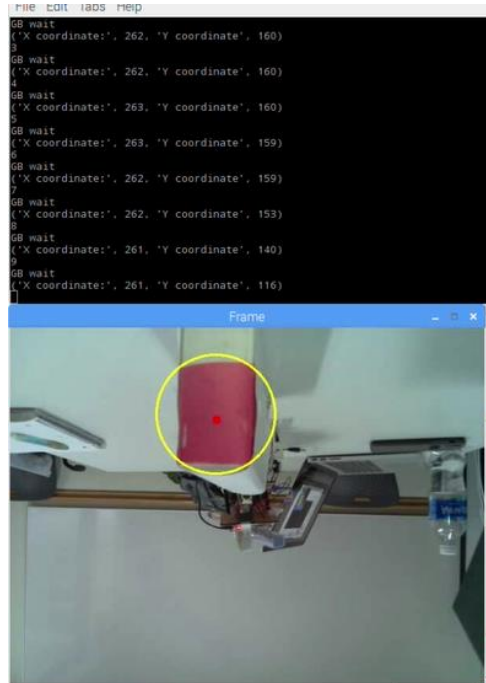 File Edit Tabs Help
GB wait
('X coordinate:', 262, 'Y coordinate', 160)
3
GB wait
('X coordinate:', 262, 'Y coordinate', 160)
4
GB wait
('X coordinate:', 263, 'Y coordinate', 160)
5
GB wait
('X coordinate:', 263, 'Y coordinate', 159)
6
GB wait
('X coordinate:', 262, 'Y coordinate', 159)
7
GB wait
('X coordinate:', 262, 'Y coordinate', 153)
8
GB wait
('X coordinate:', 261, 'Y coordinate', 140)
9
GB wait
('X coordinate:', 261, 'Y coordinate', 116)
Frame